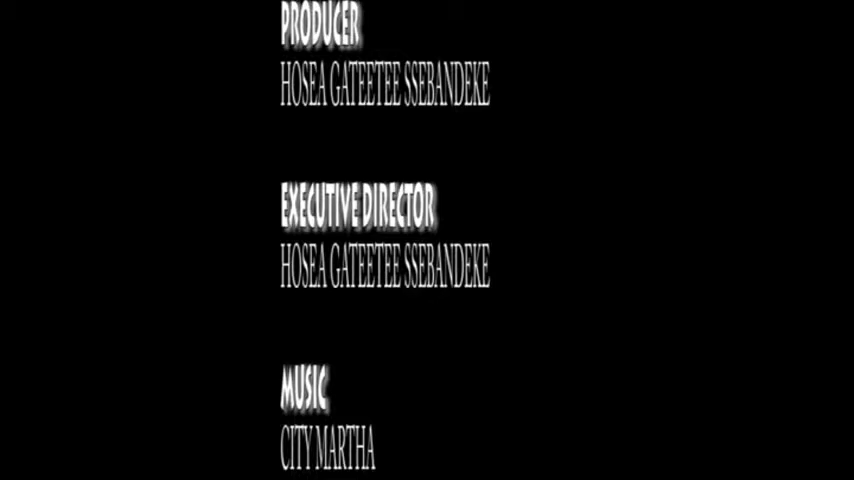 PRODUCER
HOSEA GATEETEE SSEBANDEKE
EXECUTIVE DIRECTOR
HOSEA GATEETEE SSEBANDEKE
MUSIC
CITY MARTHA